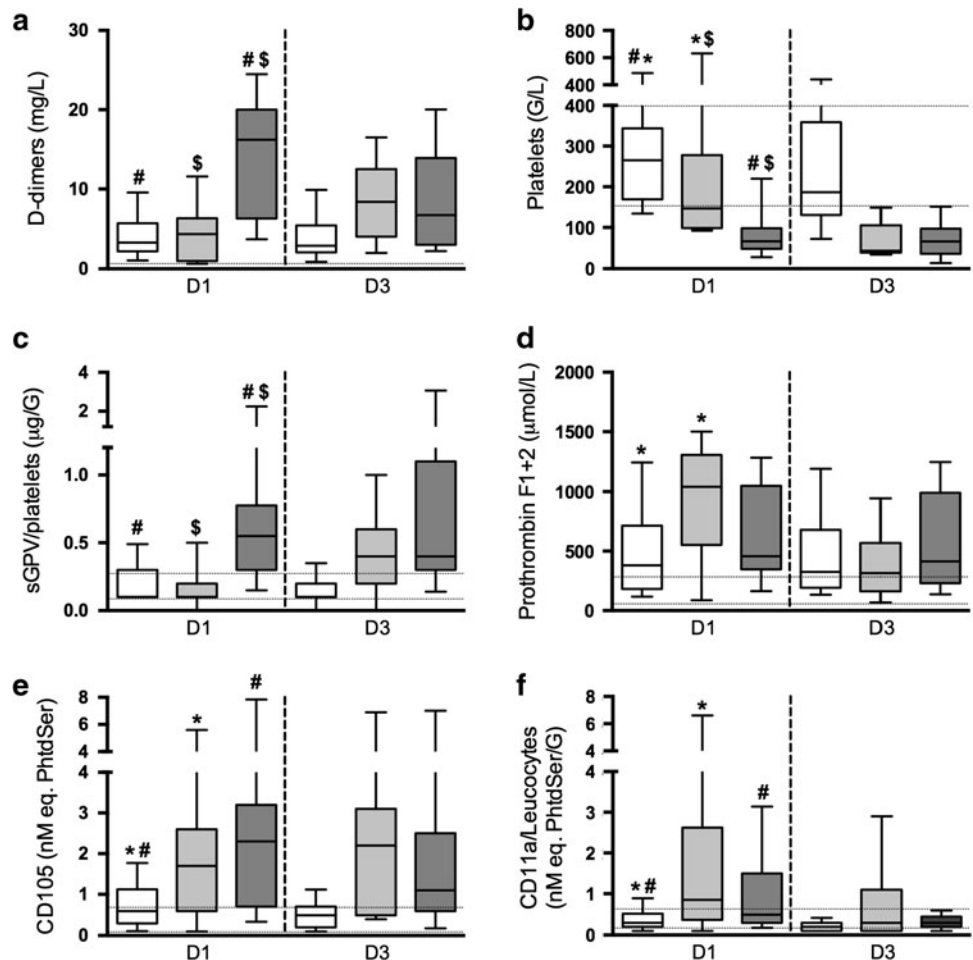 a
D-dimers (mg/L)
30
20
10
0
#
$
# $
D1
D3
b
Platelets (G/L)
800
600
400
400
300
200
100
0
# *
* $
# $
D1
D3
c
sGPV/platelets (µg/G)
4
2
1.0
0.5
0.0
#
$
# $
D1
D3
d
Prothrombin F1+2 (µmol/L)
2000
1500
1000
500
0
*
*
D1
D3
e
CD105 (nM eq. PhtdSer)
8
6
4
4
3
2
1
0
* #
*
#
D1
D3
f
CD11a/Leucocytes
(nM eq. PhtdSer/G)
8
6
4
4
3
2
1
0
* #
*
#
D1
D3